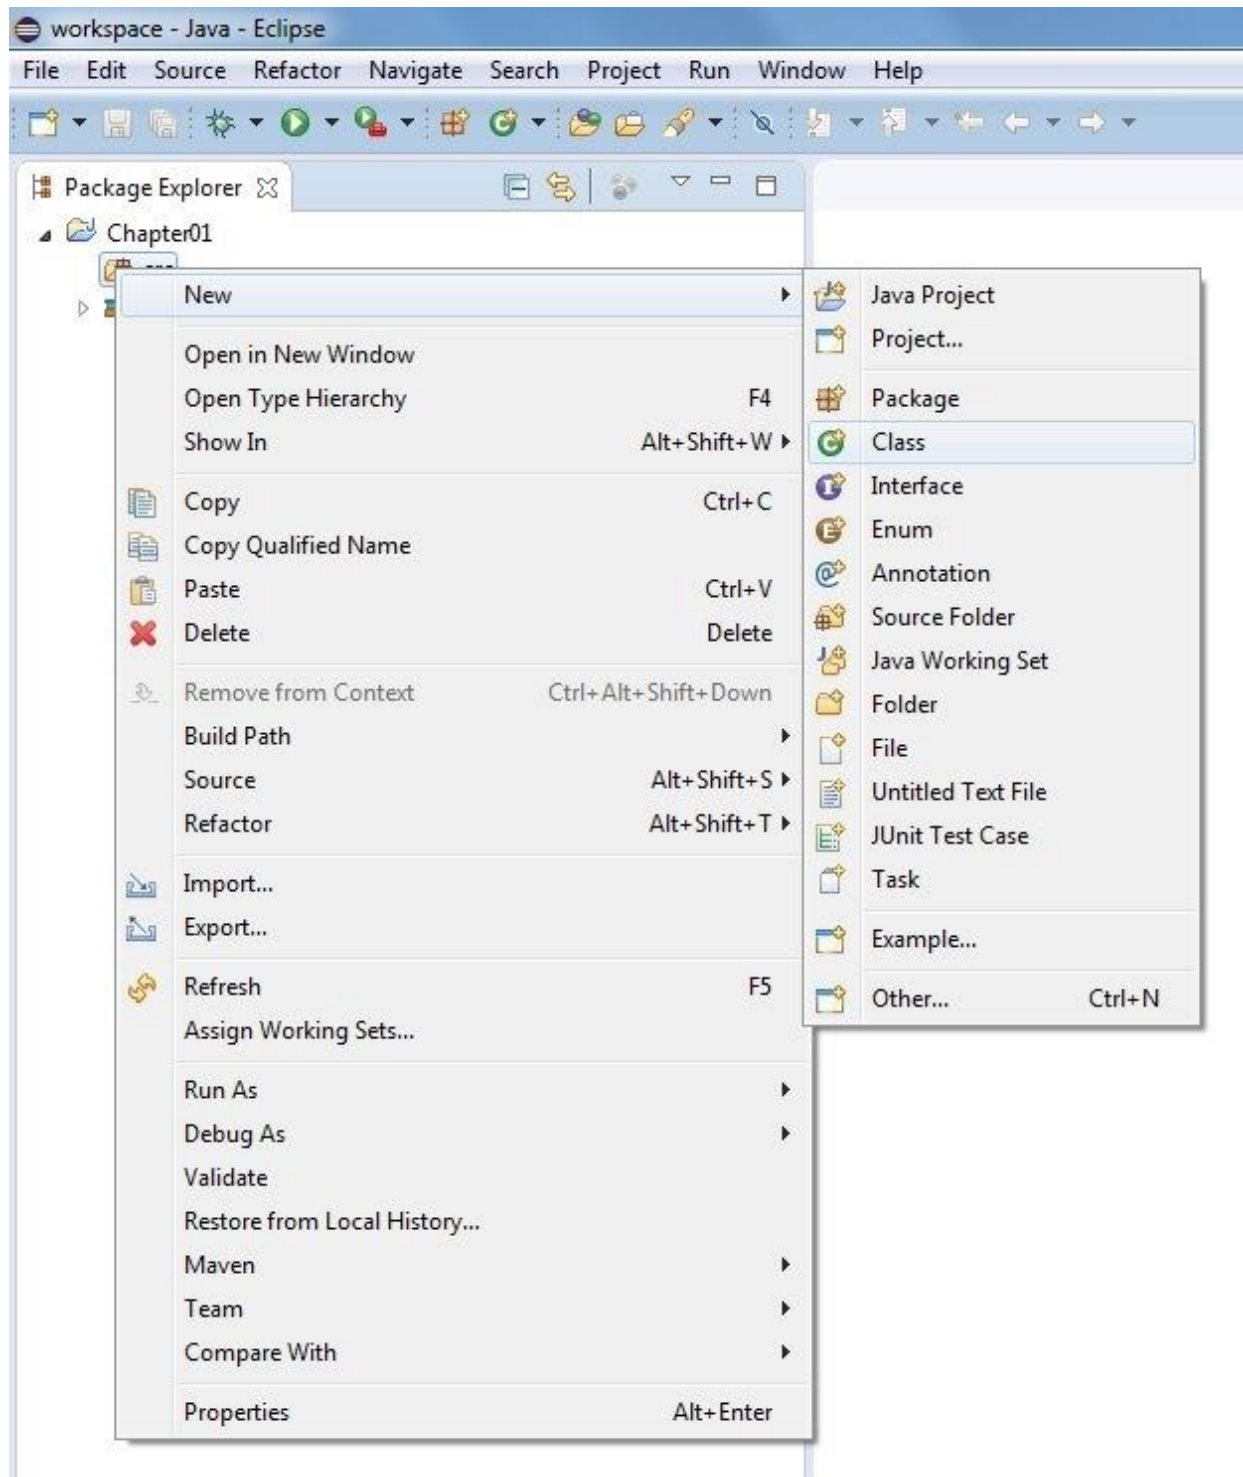 workspace - Java - Eclipse
File Edit Source Refactor Navigate Search Project Run Window Help
Package Explorer
Chapter01
New
Open in New Window
Open Type Hierarchy F4
Show In Alt+Shift+W
Copy Ctrl+C
Copy Qualified Name
Paste Ctrl+V
Delete Delete
Remove from Context Ctrl+Alt+Shift+Down
Build Path
Source Alt+Shift+S
Refactor Alt+Shift+T
Import...
Export...
Refresh F5
Assign Working Sets...
Run As
Debug As
Validate
Restore from Local History...
Maven
Team
Compare With
Properties Alt+Enter
Java Project
Project...
Package
Class
Interface
Enum
Annotation
Source Folder
Java Working Set
Folder
File
Untitled Text File
JUnit Test Case
Task
Example...
Other... Ctrl+N